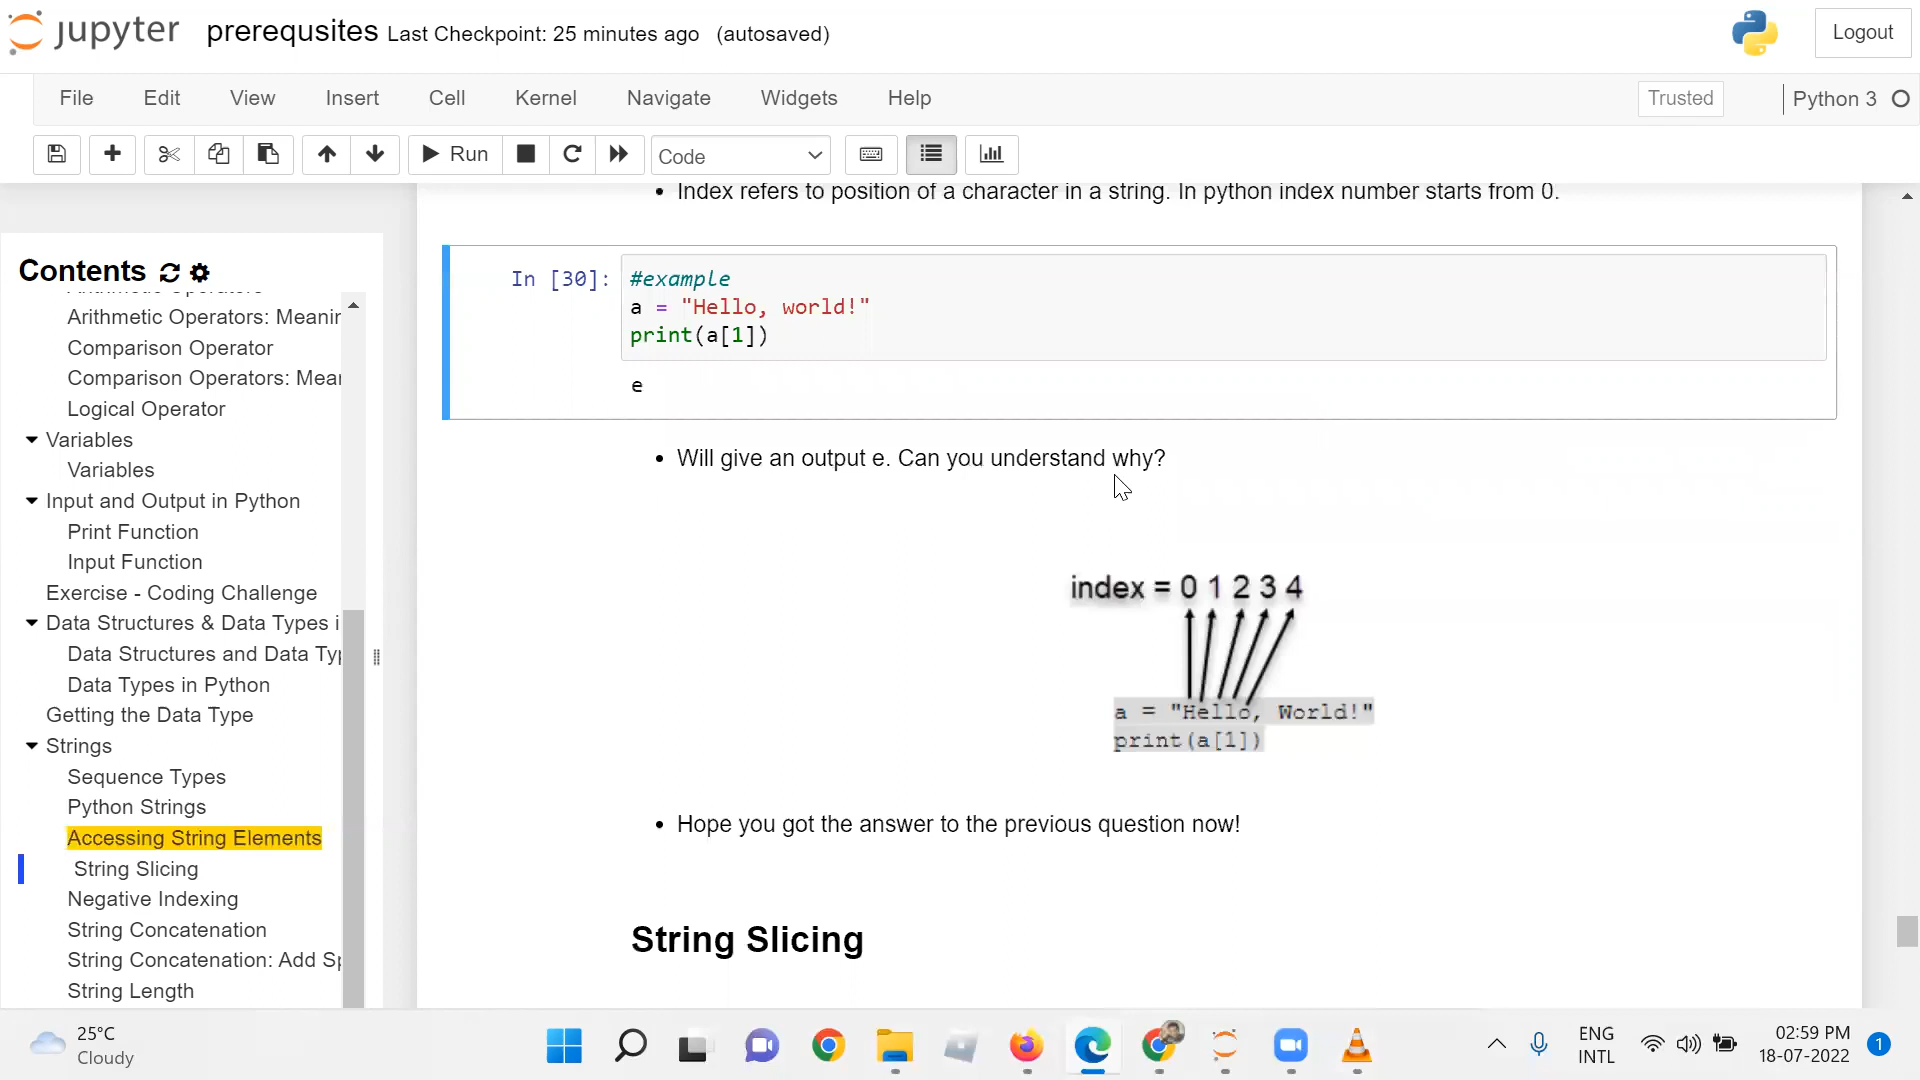 jupyter prerequsites Last Checkpoint: 25 minutes ago (autosaved) Logout
File Edit View Insert Cell Kernel Navigate Widgets Help Trusted Python 3
Run Code
Index refers to position of a character in a string. In python index number starts from 0.
Contents
Arithmetic Operators
Arithmetic Operators: Meanin
Comparison Operator
Comparison Operators: Mear
Logical Operator
Variables
Variables
Input and Output in Python
Print Function
Input Function
Exercise - Coding Challenge
Data Structures & Data Types i
Data Structures and Data Typ
Data Types in Python
Getting the Data Type
Strings
Sequence Types
Python Strings
Accessing String Elements
String Slicing
Negative Indexing
String Concatenation
String Concatenation: Add Sp
String Length
In [30]: #example
a = "Hello, world!"
print(a[1])
e
Will give an output e. Can you understand why?
index = 0 1 2 3 4
a = "Hello, World!"
print(a[1])
Hope you got the answer to the previous question now!
String Slicing
25°C
Cloudy
ENG
INTL
02:59 PM
18-07-2022
1